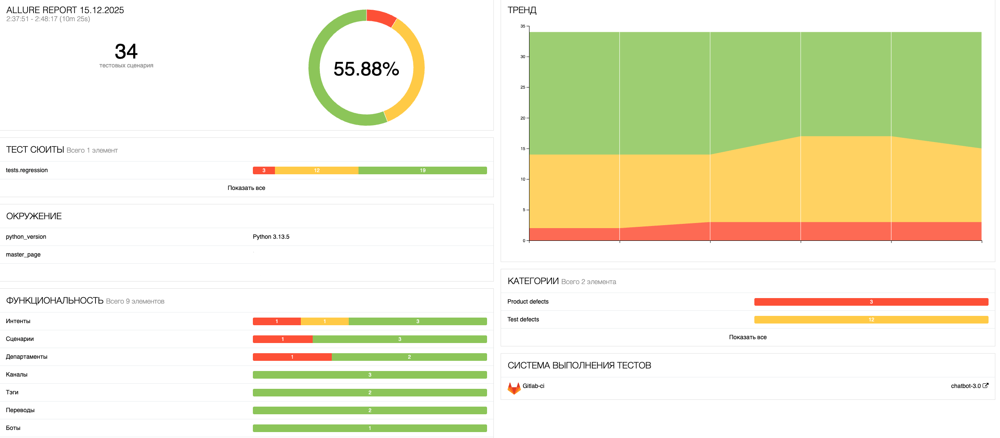 ALLURE REPORT 15.12.2025
2:37:51 - 2:48:17 (10m 25s)
34
тестовых сценария
55.88%
ТЕСТ СЮИТЫ Всего 1 элемент
tests.regression 3 12 19
Показать все
ОКРУЖЕНИЕ
python_version Python 3.13.5
master_page
ФУНКЦИОНАЛЬНОСТЬ Всего 9 элементов
Интенты 1 1 3
Сценарии 1 3
Департаменты 1 2
Каналы 3
Тэги 2
Переводы 2
Боты 1
ТРЕНД
35
30
25
20
15
10
5
0
КАТЕГОРИИ Всего 2 элемента
Product defects 3
Test defects 12
Показать все
СИСТЕМА ВЫПОЛНЕНИЯ ТЕСТОВ
Gitlab-ci chatbot-3.0